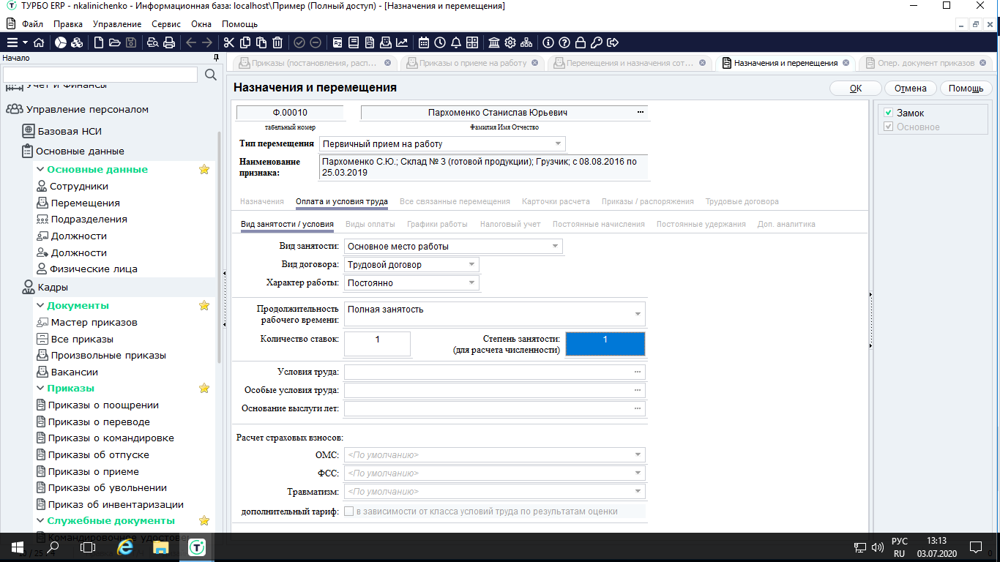 ТУРБО ERP - nkalinichenko - Информационная база: localhost\Пример (Полный доступ) - [Назначения и перемещения]
Файл Правка Управление Сервис Окна Помощь
Начало
Приказы (постановления, расп... Приказы о приеме на работу Перемещения и назначения сот... Назначения и перемещения Опер. документ приказов
Назначения и перемещения
ОК Отмена Помощь
Учет и Финансы
Управление персоналом
Базовая НСИ
Основные данные
Основные данные
Сотрудники
Перемещения
Подразделения
Должности
Должности
Физические лица
Кадры
Документы
Мастер приказов
Все приказы
Произвольные приказы
Вакансии
Приказы
Приказы о поощрении
Приказы о переводе
Приказы о командировке
Приказы об отпуске
Приказы о приеме
Приказы об увольнении
Приказ об инвентаризации
Служебные документы
Командировочное удостовер
Ф.00010 Пархоменко Станислав Юрьевич ...
табельный номер Фамилия Имя Отчество
Тип перемещения Первичный прием на работу
Наименование признака: Пархоменко С.Ю.; Склад № 3 (готовой продукции); Грузчик; с 08.08.2016 по
25.03.2019
Назначения Оплата и условия труда Все связанные перемещения Карточки расчета Приказы / распоряжения Трудовые договора
Вид занятости / условия Виды оплаты Графики работы Налоговый учет Постоянные начисления Постоянные удержания Доп. аналитика
Вид занятости: Основное место работы
Вид договора: Трудовой договор
Характер работы: Постоянно
Продолжительность рабочего времени: Полная занятость
Количество ставок: 1 Степень занятости: 1
(для расчета численности)
Условия труда: ...
Особые условия труда: ...
Основание выслуги лет: ...
Расчет страховых взносов:
ОМС: <По умолчанию>
ФСС: <По умолчанию>
Травматизм: <По умолчанию>
дополнительный тариф: в зависимости от класса условий труда по результатам оценки
Замок
Основное
РУС
RU
13:13
03.07.2020